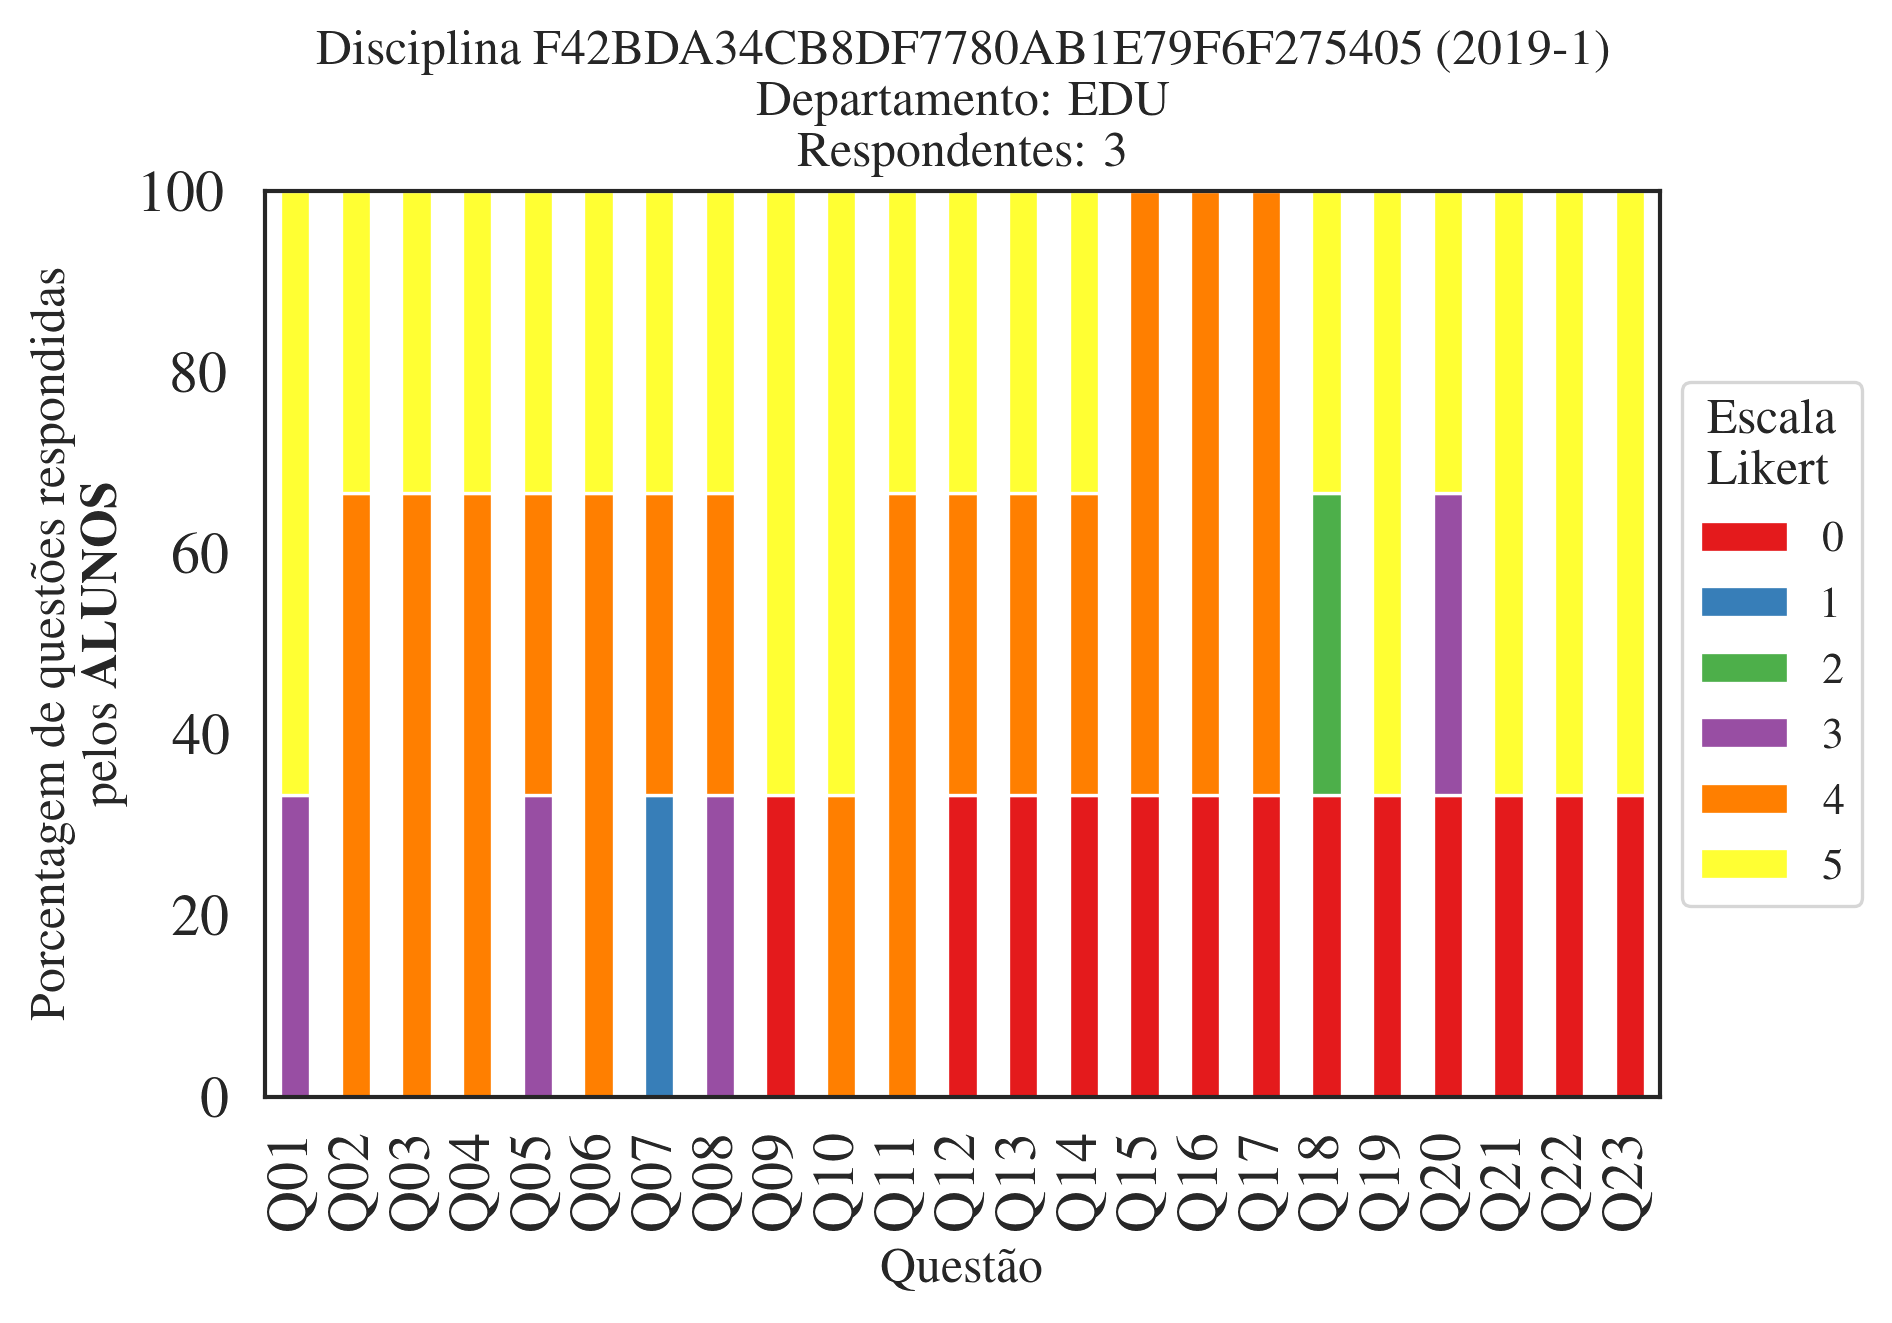 Disciplina F42BDA34CB8DF7780AB1E79F6F275405 (2019-1)
Departamento: EDU
Respondentes: 3
Porcentagem de questões respondidas
pelos ALUNOS
100
80
60
40
20
0
Q01
Q02
Q03
Q04
Q05
Q06
Q07
Q08
Q09
Q10
Q11
Q12
Q13
Q14
Q15
Q16
Q17
Q18
Q19
Q20
Q21
Q22
Q23
Questão
Escala
Likert
0
1
2
3
4
5